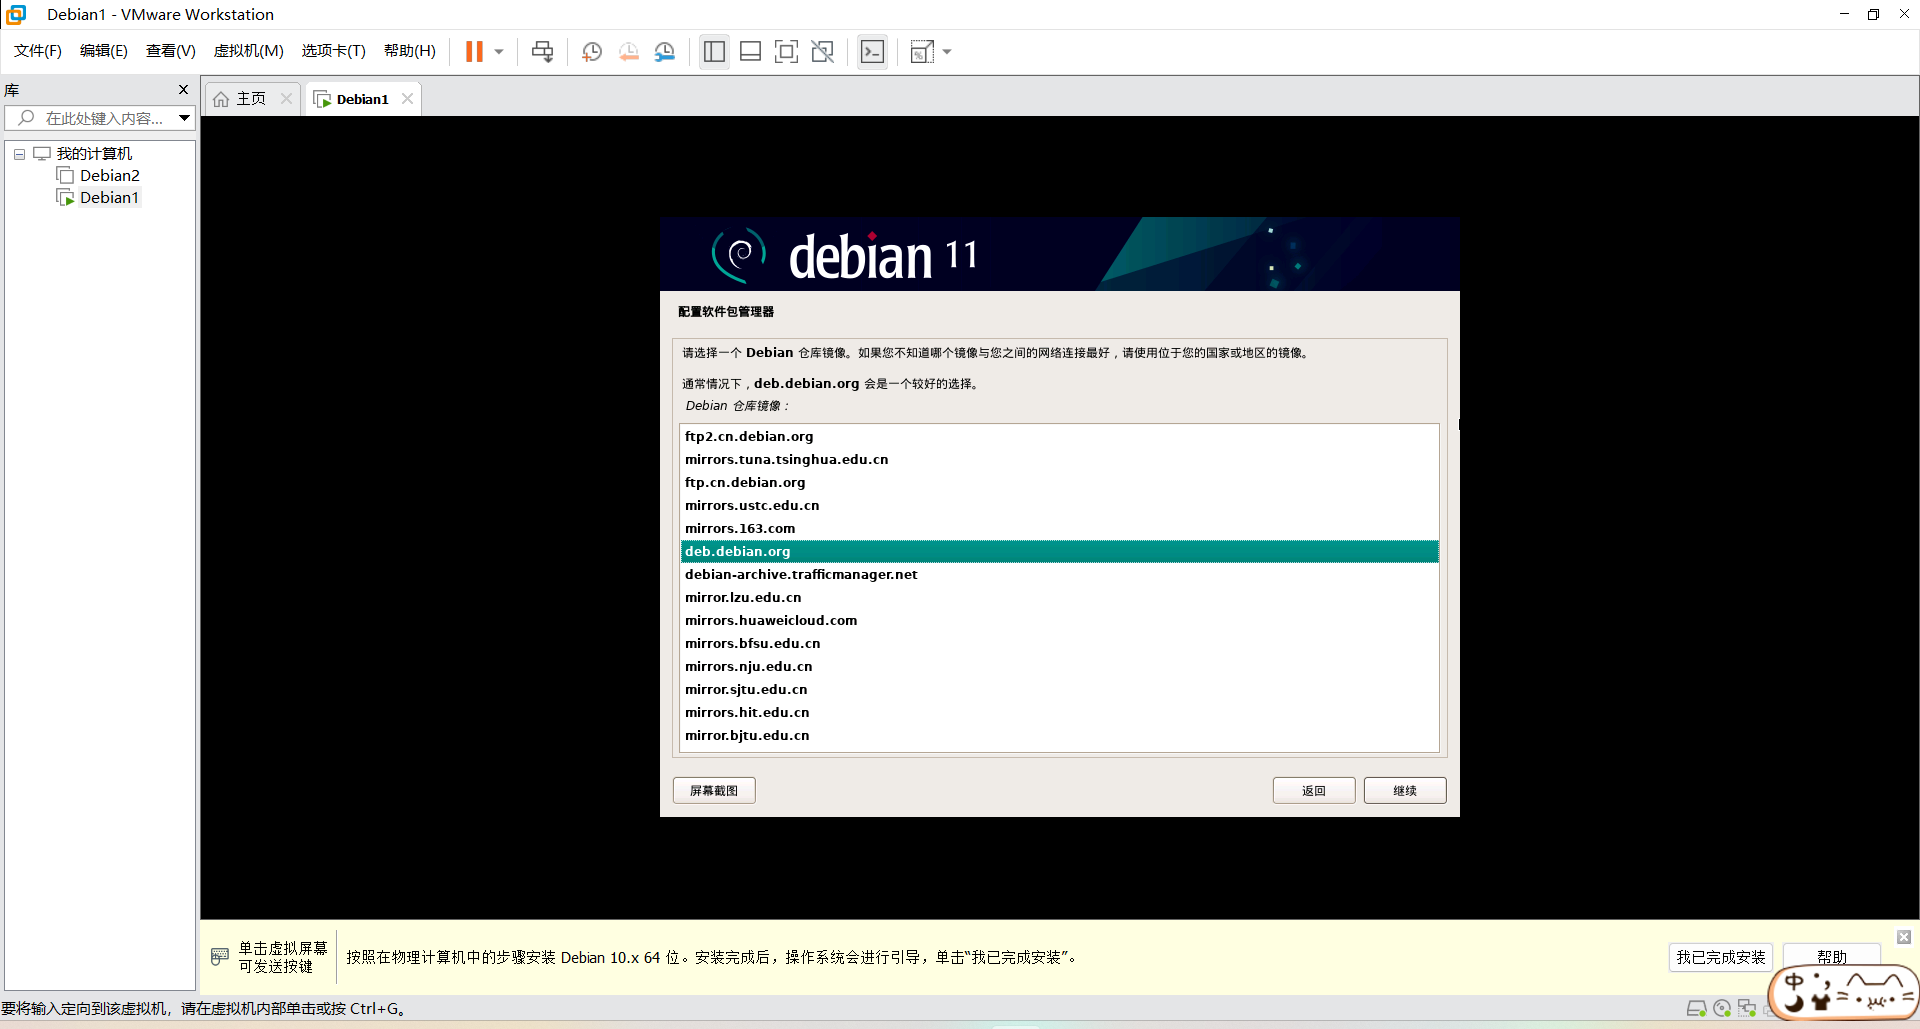 Debian1 - VMware Workstation
文件(F) 编辑(E) 查看(V) 虚拟机(M) 选项卡(T) 帮助(H)
库
主页
Debian1
在此处键入内容...
我的计算机
Debian2
Debian1
debian 11
配置软件包管理器
请选择一个 Debian 仓库镜像。如果您不知道哪个镜像与您之间的网络连接最好，请使用位于您的国家或地区的镜像。
通常情况下，deb.debian.org 会是一个较好的选择。
Debian 仓库镜像：
ftp2.cn.debian.org
mirrors.tuna.tsinghua.edu.cn
ftp.cn.debian.org
mirrors.ustc.edu.cn
mirrors.163.com
deb.debian.org
debian-archive.trafficmanager.net
mirror.lzu.edu.cn
mirrors.huaweicloud.com
mirrors.bfsu.edu.cn
mirrors.nju.edu.cn
mirror.sjtu.edu.cn
mirrors.hit.edu.cn
mirror.bjtu.edu.cn
屏幕截图
返回
继续
单击虚拟屏幕
可发送按键
按照在物理计算机中的步骤安装 Debian 10.x 64 位。安装完成后，操作系统会进行引导，单击“我已完成安装”。
我已完成安装
帮助
中
要将输入定向到该虚拟机，请在虚拟机内部单击或按 Ctrl+G。